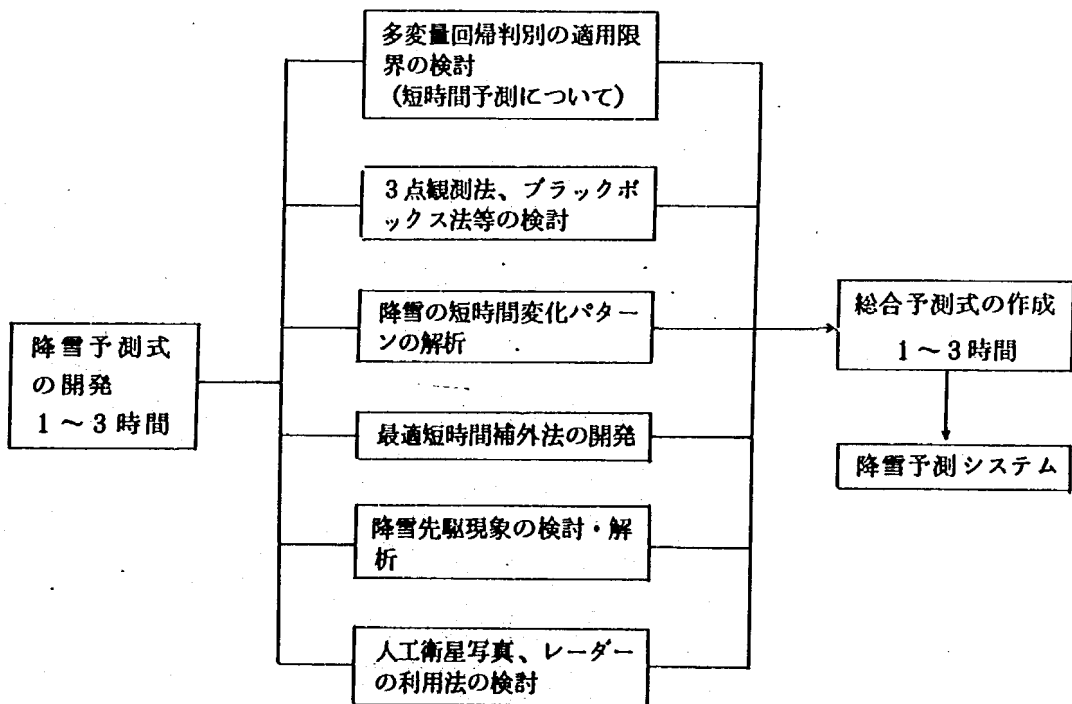 降雪予測式
の開発
1～3時間
多変量回帰判別の適用限
界の検討
(短時間予測について)
3点観測法、ブラックボ
ックス法等の検討
降雪の短時間変化パター
ンの解析
最適短時間補外法の開発
降雪先駆現象の検討・解
析
人工衛星写真、レーダー
の利用法の検討
総合予測式の作成
1～3時間
降雪予測システム